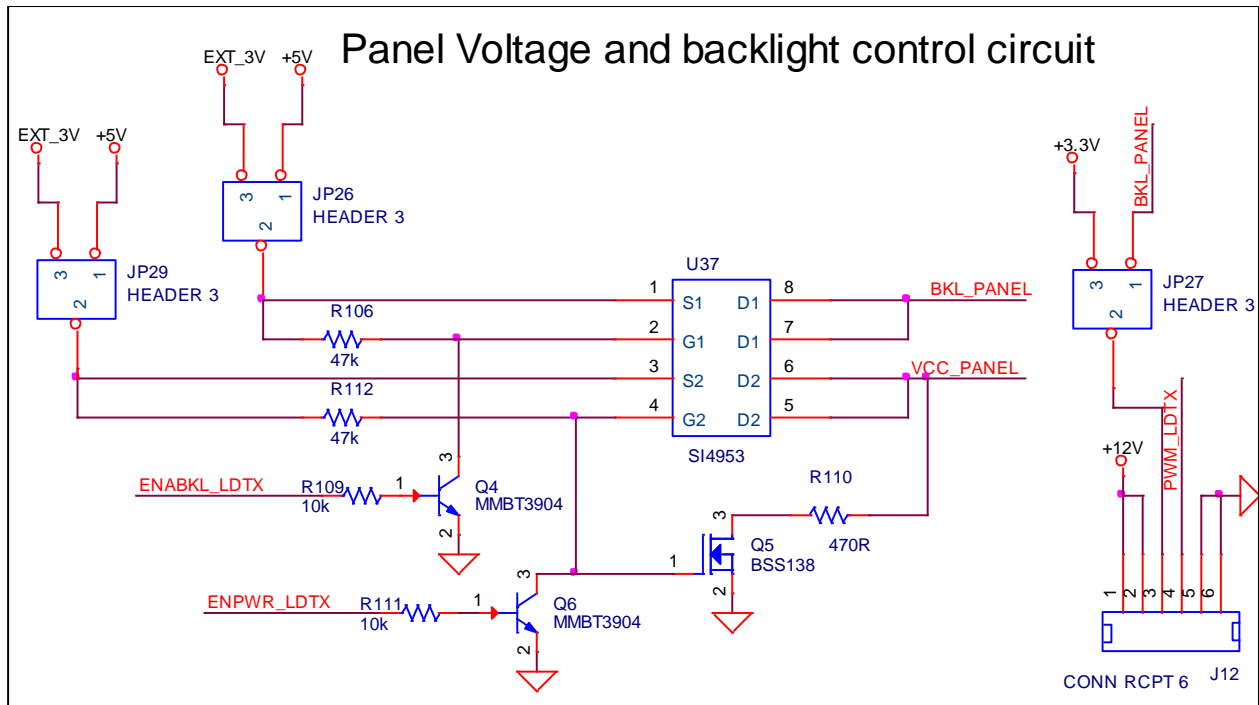 Panel Voltage and backlight control circuit
EXT_3V +5V
EXT_3V +5V
+3.3V
BKL_PANEL
3 1
2
JP26
HEADER 3
3 1
2
JP29
HEADER 3
3 1
2
JP27
HEADER 3
U37
1 S1 D1 8
2 G1 D1 7
3 S2 D2 6
4 G2 D2 5
SI4953
BKL_PANEL
VCC_PANEL
R106
47k
R112
47k
ENABKL_LDTX
R109
10k
1
3
2
Q4
MMBT3904
ENPWR_LDTX
R111
10k
1
3
2
Q6
MMBT3904
1
3
2
Q5
BSS138
R110
470R
+12V
PWM_LDTX
1 2 3 4 5 6
CONN RCPT 6
J12